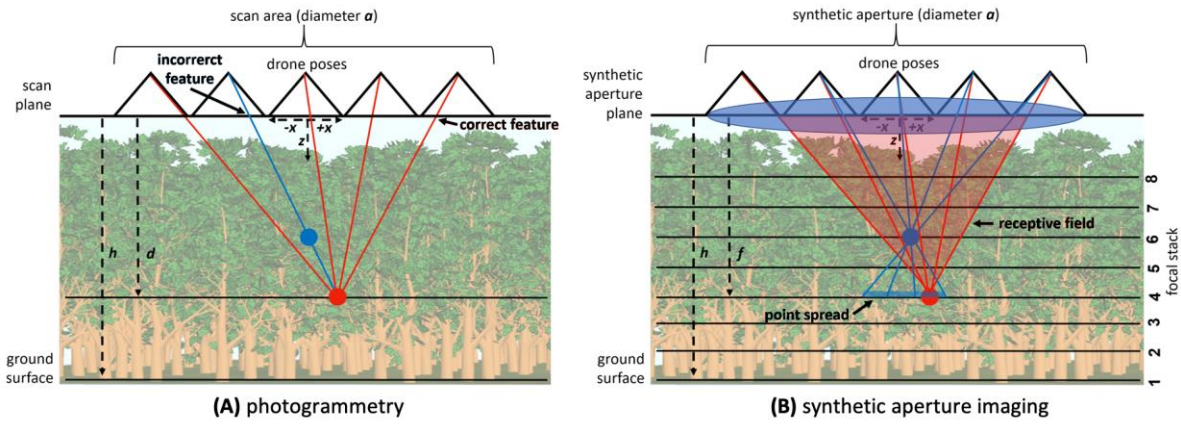 scan area (diameter a)
incorrerct
feature
drone poses
scan
plane
-x
+x
z
correct feature
h
d
ground
surface
(A) photogrammetry
synthetic aperture (diameter a)
drone poses
synthetic
aperture
plane
-x
+x
z
8
7
receptive field
6
h
f
5
focal stack
4
point spread
3
ground
surface
2
1
(B) synthetic aperture imaging